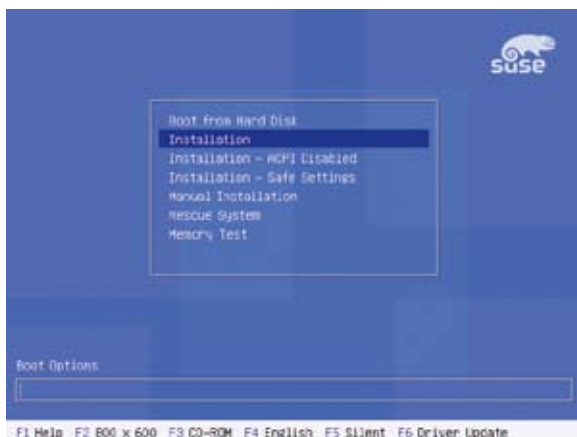 suse
Boot from Hard Disk
Installation
Installation - ACPI Disabled
Installation - Safe Settings
Manual Installation
Rescue System
Memory Test
Boot Options
F1 Help F2 800 x 600 F3 CD-ROM F4 English F5 Silent F6 Driver Update